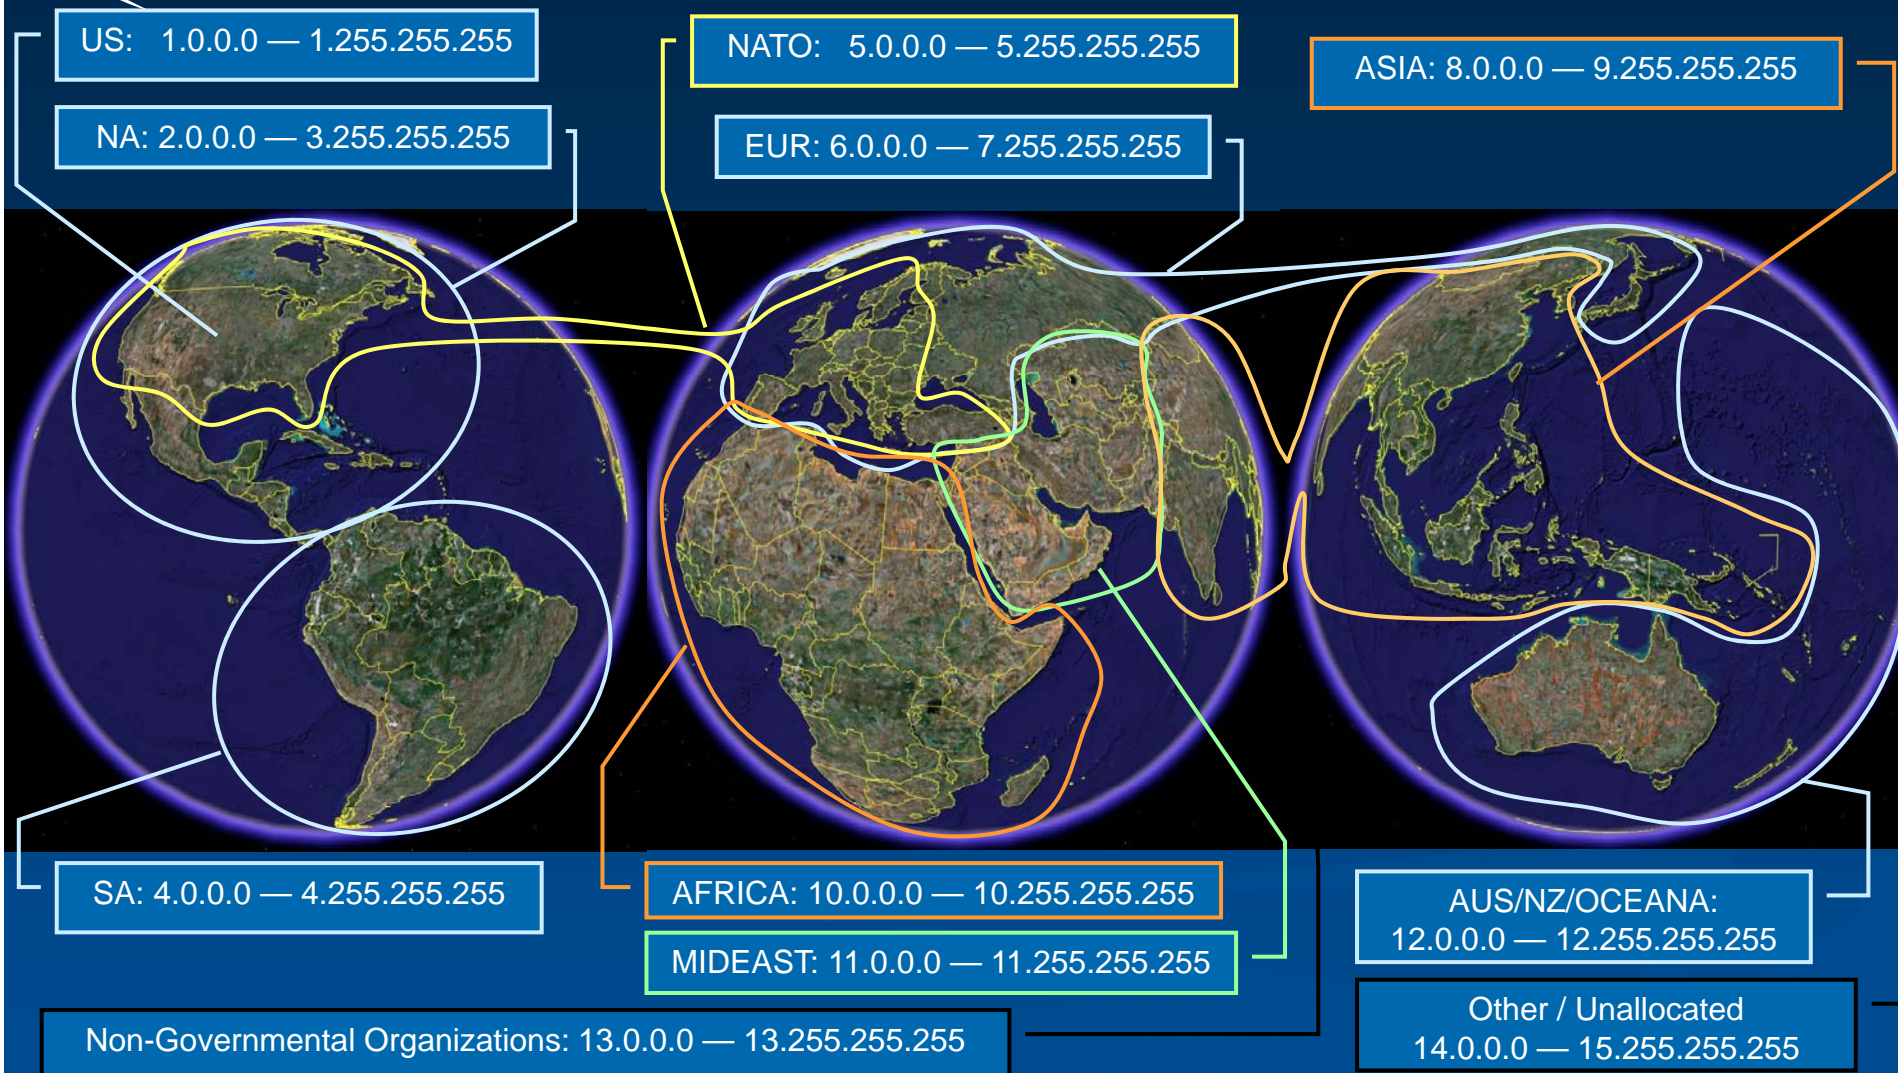 US:   1.0.0.0 — 1.255.255.255
NATO:   5.0.0.0 — 5.255.255.255
ASIA: 8.0.0.0 — 9.255.255.255
NA: 2.0.0.0 — 3.255.255.255
EUR: 6.0.0.0 — 7.255.255.255
SA: 4.0.0.0 — 4.255.255.255
AFRICA: 10.0.0.0 — 10.255.255.255
MIDEAST: 11.0.0.0 — 11.255.255.255
AUS/NZ/OCEANA:
12.0.0.0 — 12.255.255.255
Non-Governmental Organizations: 13.0.0.0 — 13.255.255.255
Other / Unallocated
14.0.0.0 — 15.255.255.255